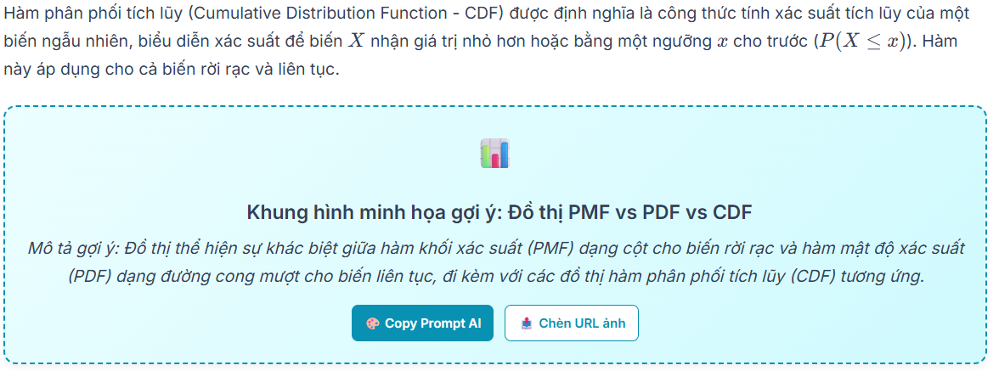 Hàm phân phối tích lũy (Cumulative Distribution Function - CDF) được định nghĩa là công thức tính xác suất tích lũy của một
biến ngẫu nhiên, biểu diễn xác suất để biến X nhận giá trị nhỏ hơn hoặc bằng một ngưỡng x cho trước (P(X ≤ x)). Hàm
này áp dụng cho cả biến rời rạc và liên tục.
Khung hình minh họa gợi ý: Đồ thị PMF vs PDF vs CDF
Mô tả gợi ý: Đồ thị thể hiện sự khác biệt giữa hàm khối xác suất (PMF) dạng cột cho biến rời rạc và hàm mật độ xác suất
(PDF) dạng đường cong mượt cho biến liên tục, đi kèm với các đồ thị hàm phân phối tích lũy (CDF) tương ứng.
Copy Prompt AI Chèn URL ảnh